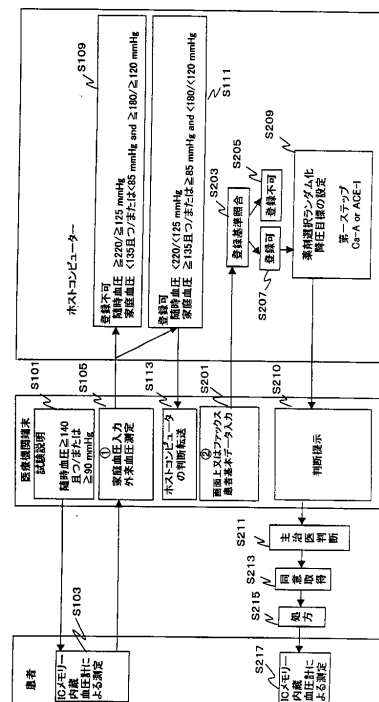 ホストコンピューター
登録不可
随時血圧 ≧220/≧125 mmHg
家庭血圧 <135且つ/または<85 mmHg and ≧180/≧120 mmHg
S109
登録可
随時血圧 <220/<125 mmHg
家庭血圧 ≧135且つ/または≧85 mmHg and <180/<120 mmHg
S111
S203
登録基準照合
S205
登録不可
S207
登録可
S209
薬剤選択ランダム化
降圧目標の設定
第一ステップ
Ca-A or ACE-I
医療機関端末
試験説明
随時血圧≧140
且つ/または
≧90 mmHg
S101
S105
①
家庭血圧入力
外来血圧測定
S113
ホストコンピュータ
の判断転送
S201
②
画面上又はファックス
患者基本データ入力
S210
判断提示
S211
主治医判断
S213
同意取得
S215
処方
患者
S103
ICメモリー
内蔵
血圧計に
よる測定
S217
ICメモリー
内蔵
血圧計に
よる測定